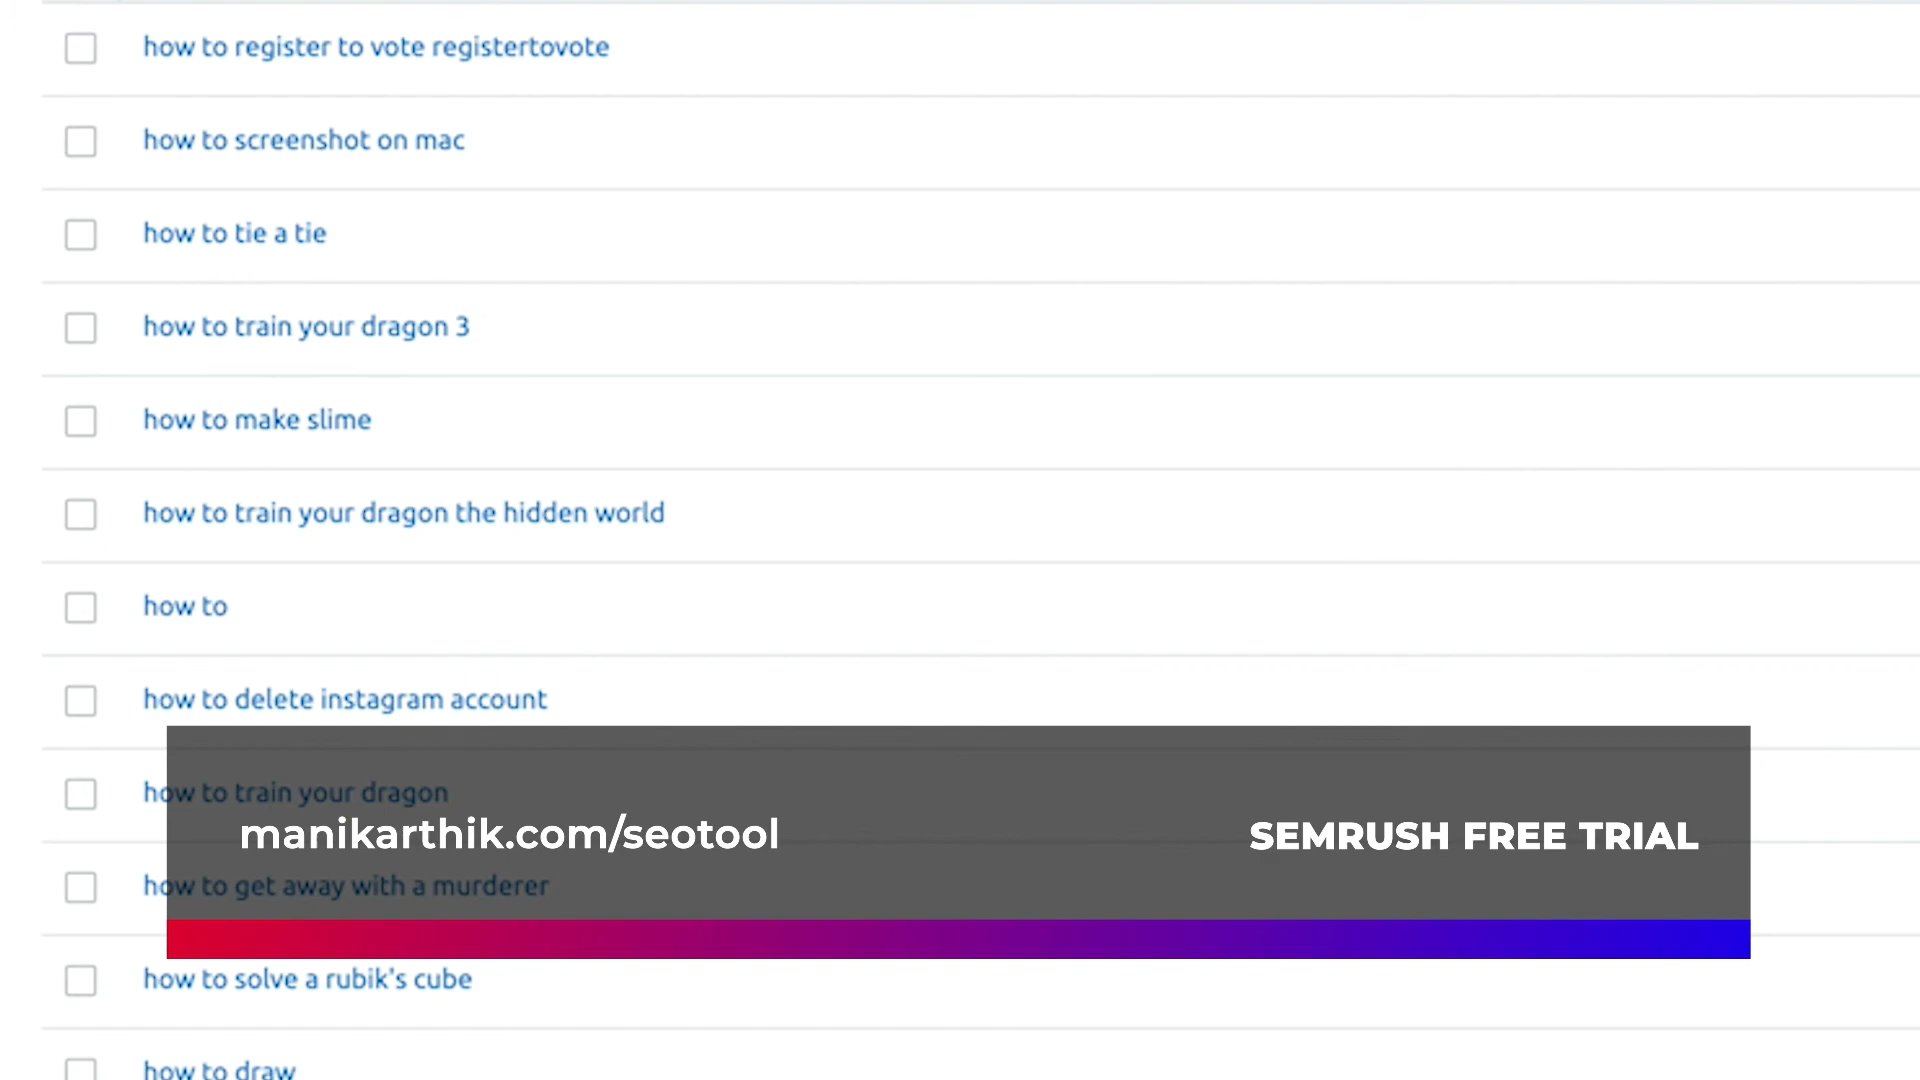 how to register to vote registertovote
how to screenshot on mac
how to tie a tie
how to train your dragon 3
how to make slime
how to train your dragon the hidden world
how to
how to delete instagram account
how to train your dragon
manikarthik.com/seotool
SEMRUSH FREE TRIAL
how to get away with a murderer
how to solve a rubik's cube
how to draw